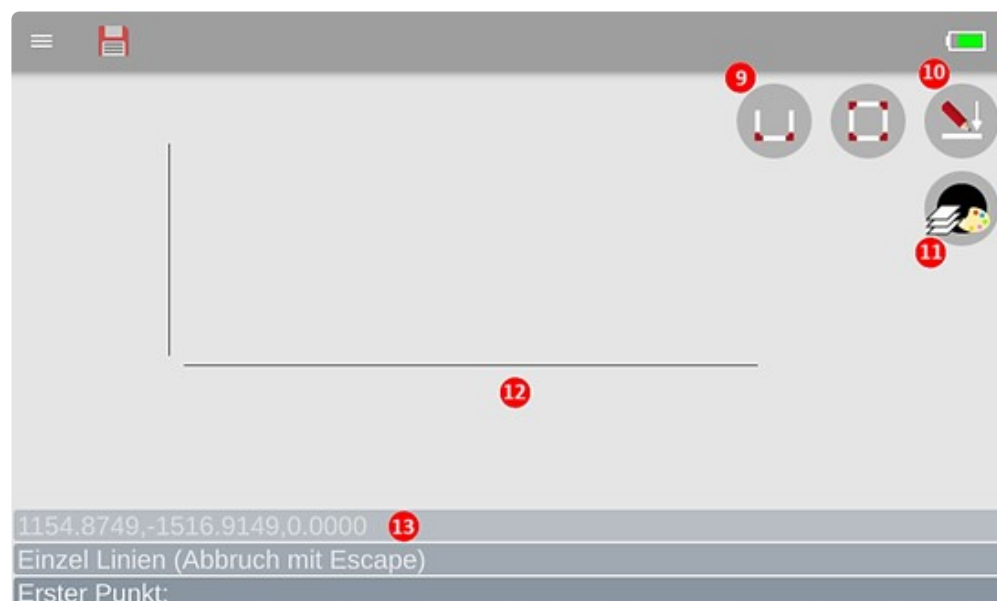 9
10
11
12
1154.8749,-1516.9149,0.0000 13
Einzel Linien (Abbruch mit Escape)
Erster Punkt: